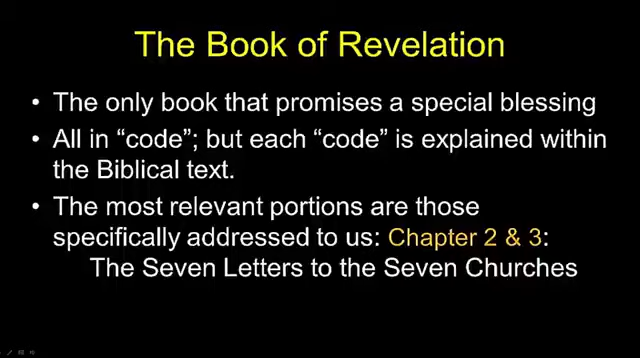 The Book of Revelation
• The only book that promises a special blessing
• All in “code”; but each “code” is explained within
the Biblical text.
• The most relevant portions are those
specifically addressed to us: Chapter 2 & 3:
The Seven Letters to the Seven Churches